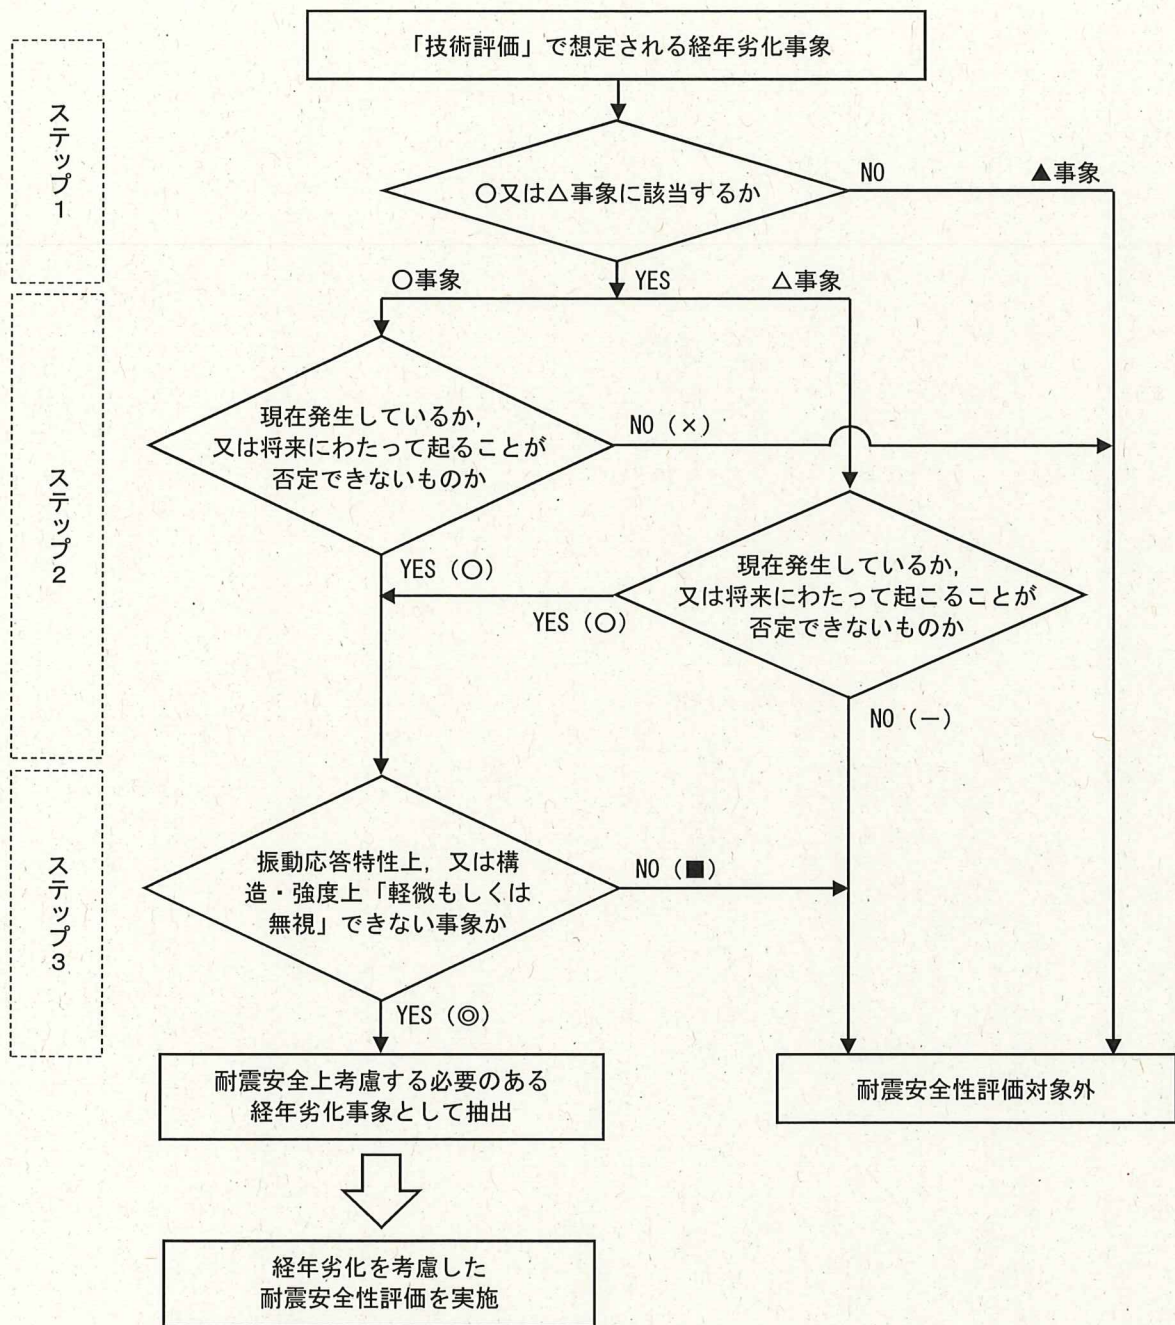 「技術評価」で想定される経年劣化事象
ステップ1
○又は△事象に該当するか
NO
▲事象
○事象
YES
△事象
ステップ2
現在発生しているか,
又は将来にわたって起ることが
否定できないものか
NO（×）
YES（○）
現在発生しているか,
又は将来にわたって起こることが
否定できないものか
YES（○）
NO（－）
ステップ3
振動応答特性上，又は構
造・強度上「軽微もしくは
無視」できない事象か
NO（■）
YES（◎）
耐震安全上考慮する必要のある
経年劣化事象として抽出
耐震安全性評価対象外
経年劣化を考慮した
耐震安全性評価を実施